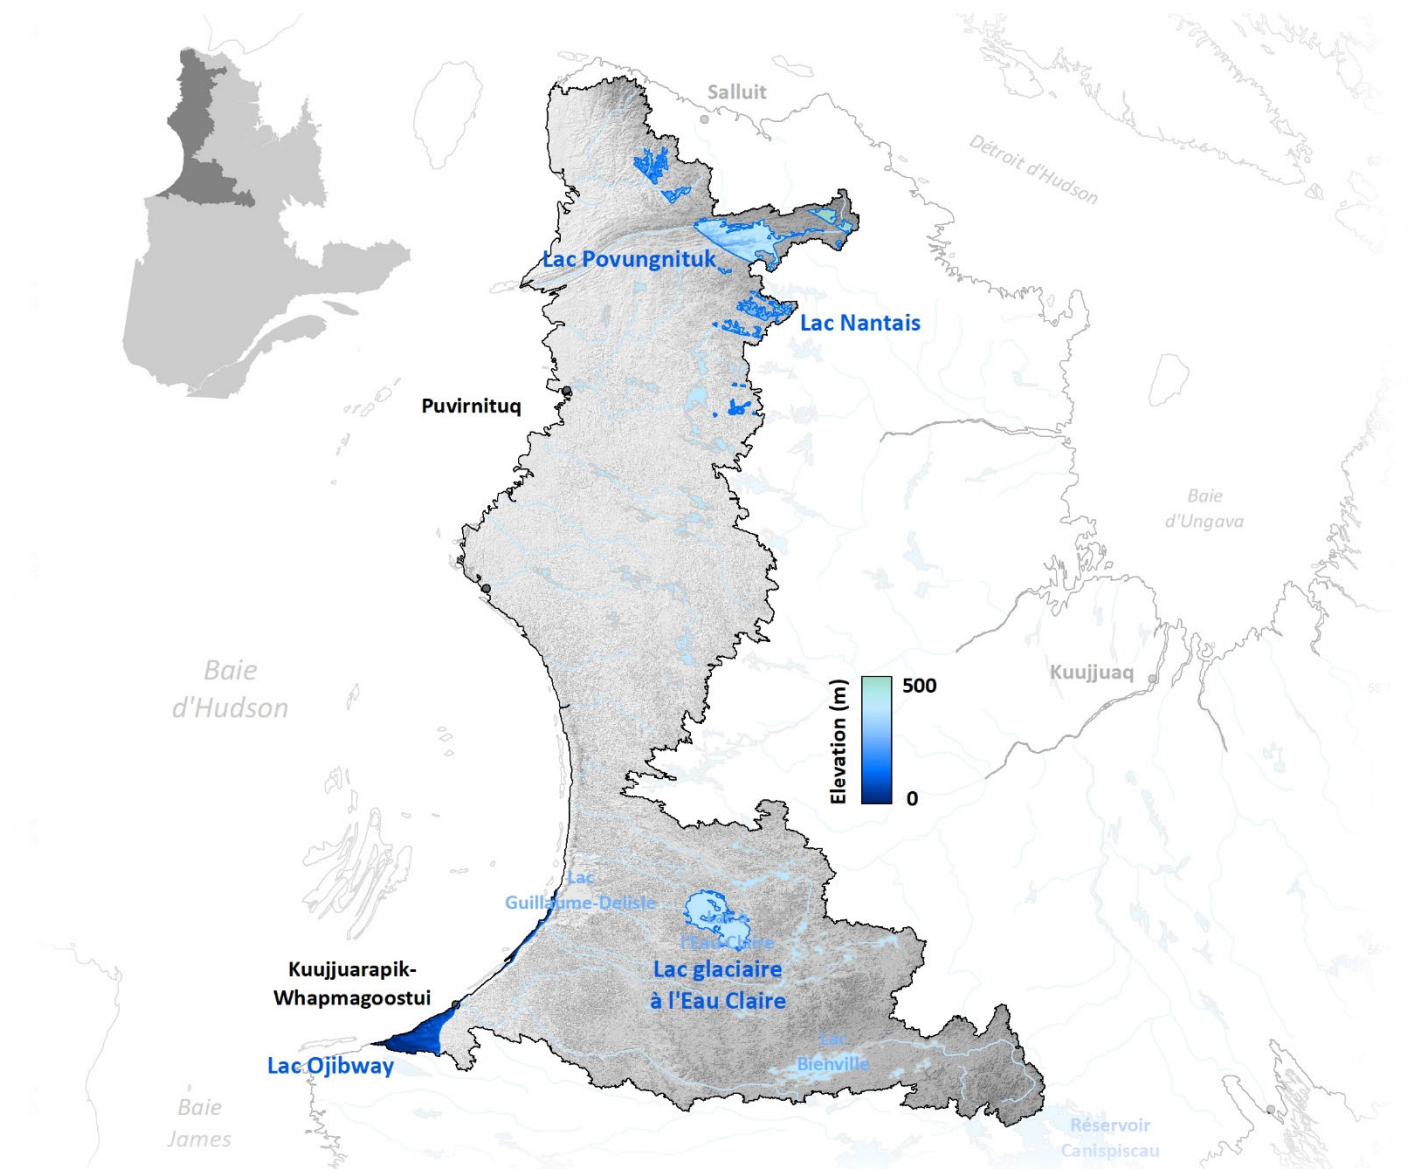 Salluit
Détroit d'Hudson
Lac Povungnituk
Lac Nantais
Puvirnituq
Baie
d'Ungava
Baie
d'Hudson
Kuujjuaq
Elevation (m)
500
0
Lac
Guillaume-Delisle
l'Eau Claire
Lac glaciaire
à l'Eau Claire
Kuujjuarapik-
Whapmagoostui
Lac Ojibway
Lac
Bienville
Baie
James
Réservoir
Canispiscau